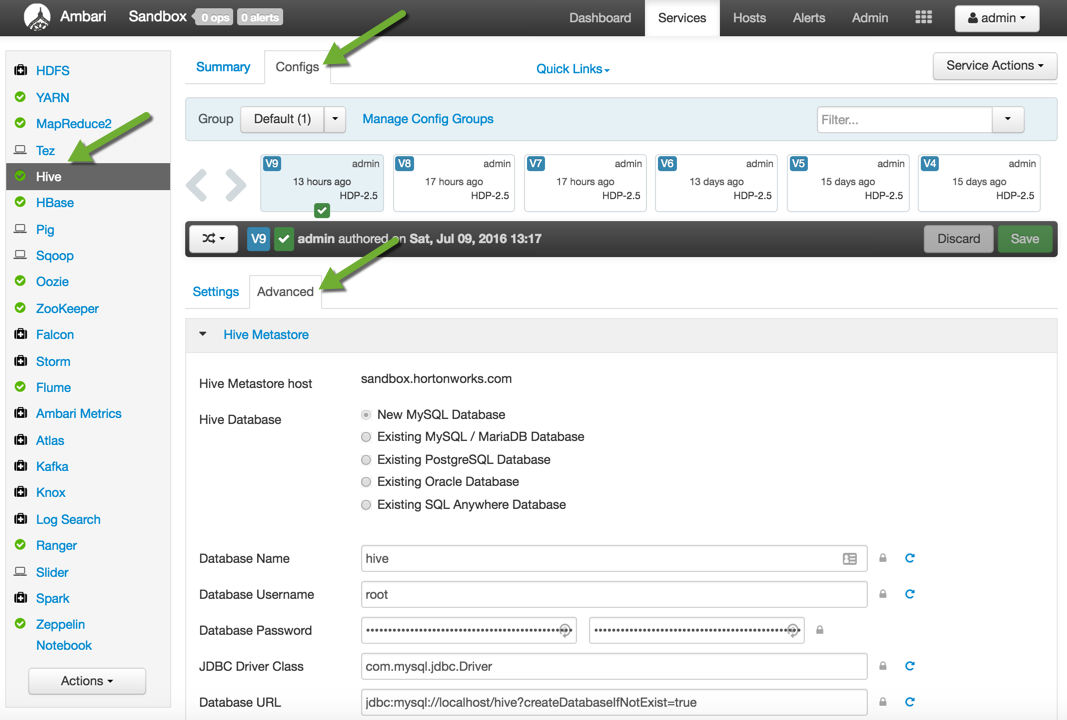 Ambari Sandbox 0 ops 0 alerts Dashboard Services Hosts Alerts Admin admin
HDFS
YARN
MapReduce2
Tez
Hive
HBase
Pig
Sqoop
Oozie
ZooKeeper
Falcon
Storm
Flume
Ambari Metrics
Atlas
Kafka
Knox
Log Search
Ranger
Slider
Spark
Zeppelin
Notebook
Actions
Summary Configs Quick Links Service Actions
Group Default (1) Manage Config Groups Filter...
V9 admin V8 admin V7 admin V6 admin V5 admin V4 admin
13 hours ago 17 hours ago 17 hours ago 13 days ago 15 days ago 15 days ago
HDP-2.5 HDP-2.5 HDP-2.5 HDP-2.5 HDP-2.5 HDP-2.5
V9 admin authored on Sat, Jul 09, 2016 13:17 Discard Save
Settings Advanced
Hive Metastore
Hive Metastore host sandbox.hortonworks.com
Hive Database New MySQL Database
Existing MySQL / MariaDB Database
Existing PostgreSQL Database
Existing Oracle Database
Existing SQL Anywhere Database
Database Name hive
Database Username root
Database Password
JDBC Driver Class com.mysql.jdbc.Driver
Database URL jdbc:mysql://localhost/hive?createDatabaseIfNotExist=true